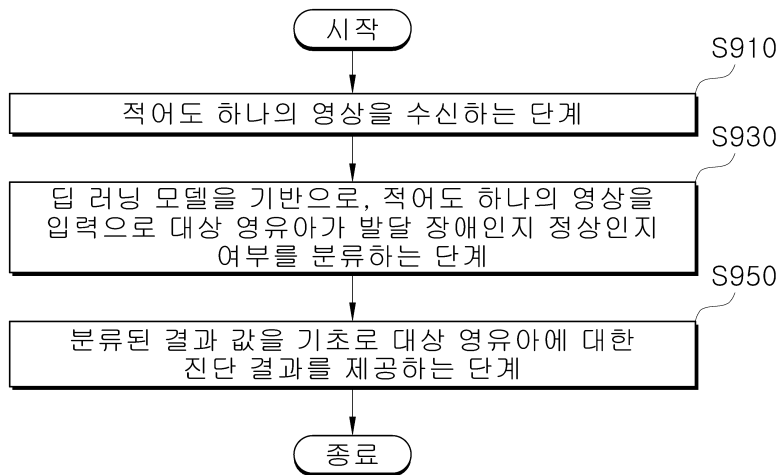 시작
S910
적어도 하나의 영상을 수신하는 단계
S930
딥 러닝 모델을 기반으로, 적어도 하나의 영상을
입력으로 대상 영유아가 발달 장애인지 정상인지
여부를 분류하는 단계
S950
분류된 결과 값을 기초로 대상 영유아에 대한
진단 결과를 제공하는 단계
종료